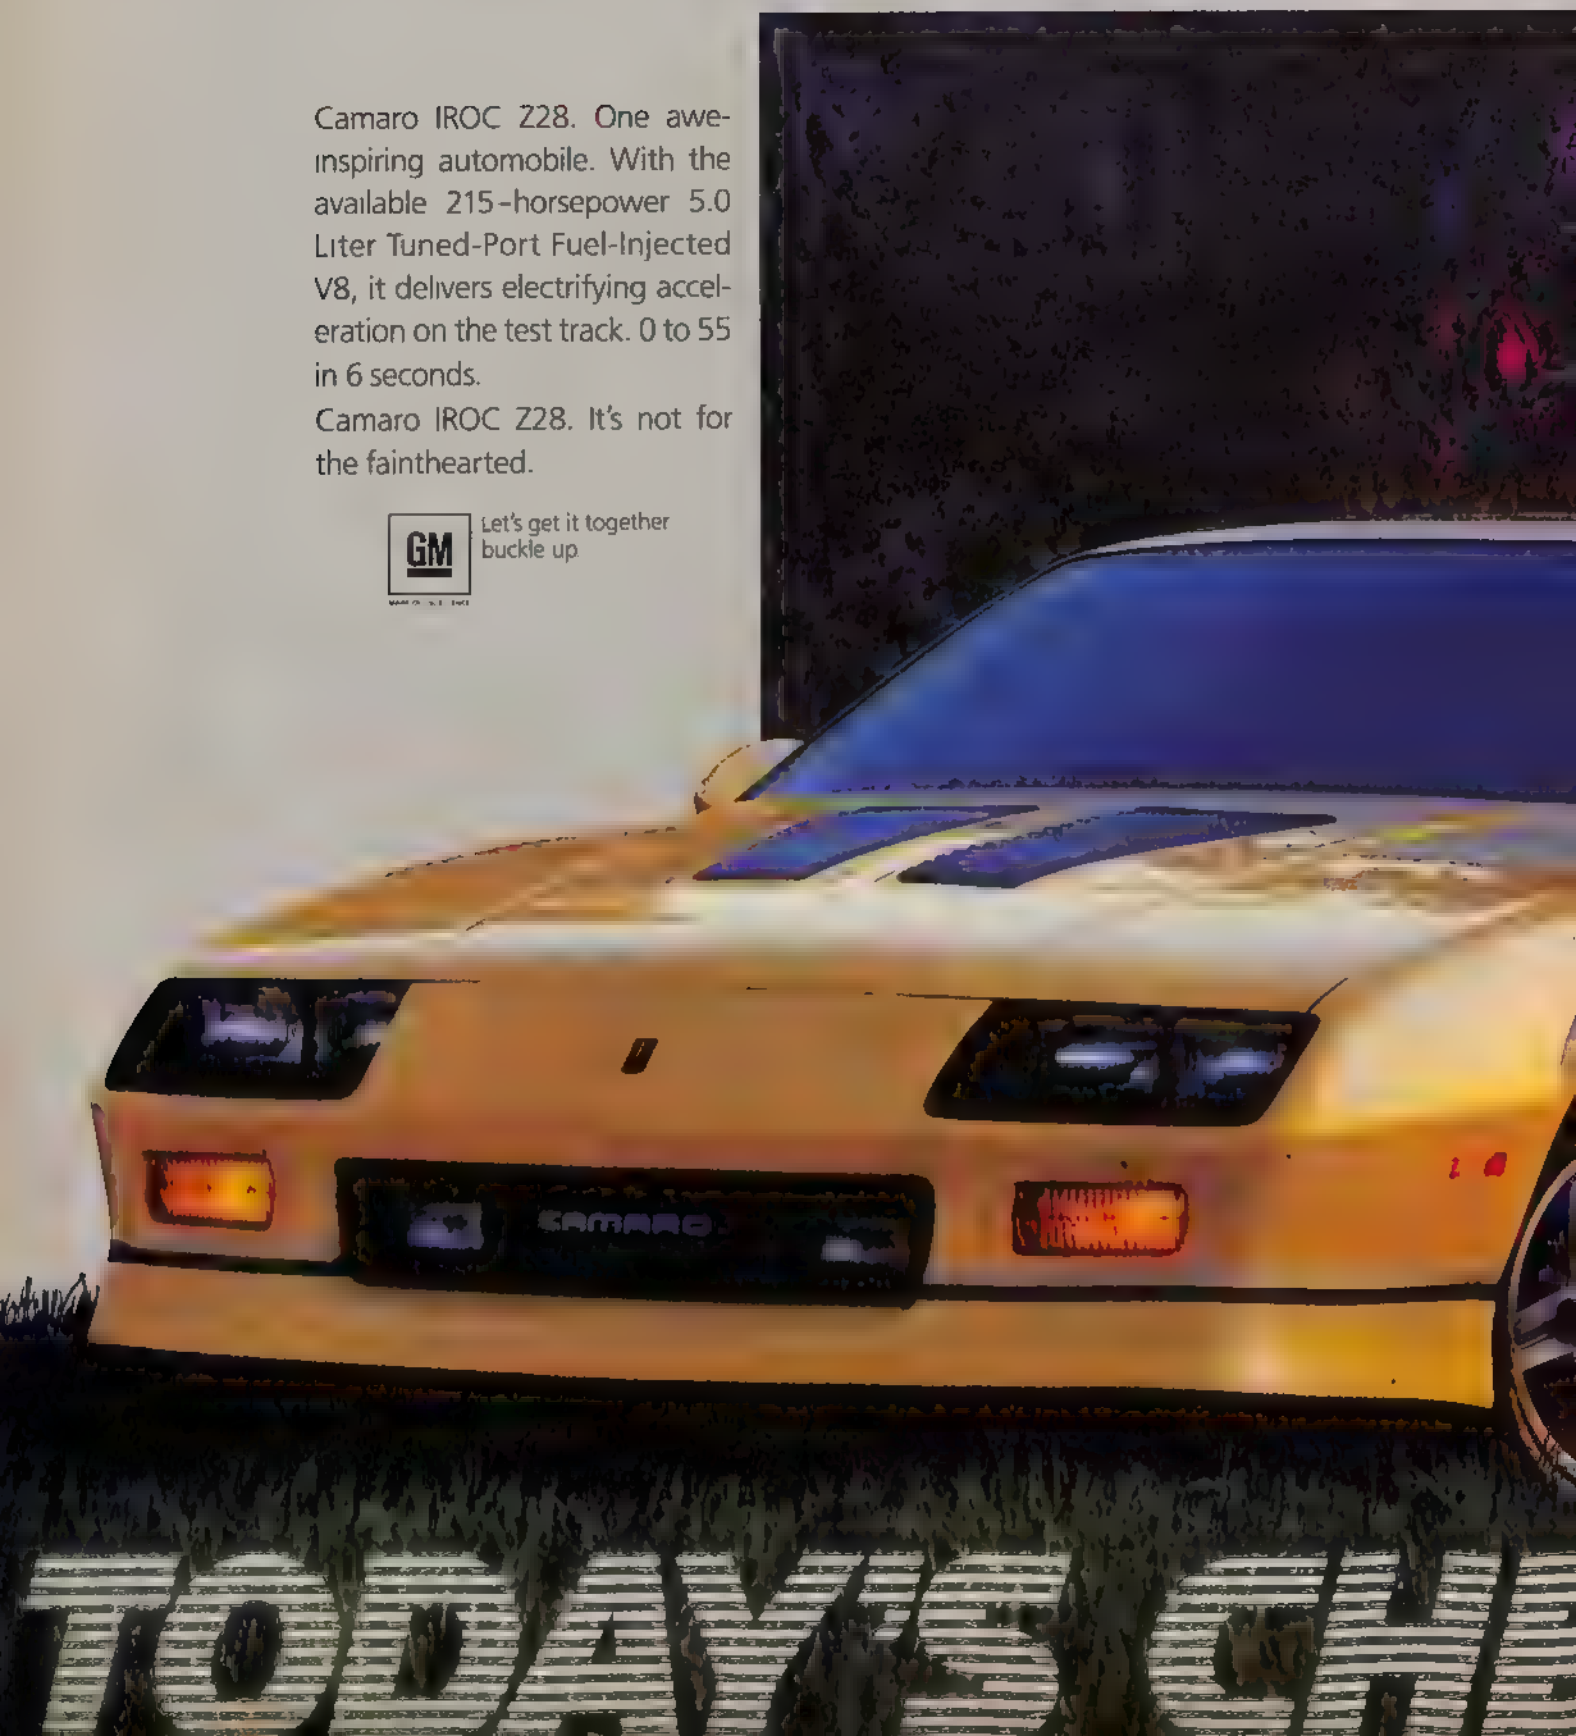 Camaro IROC Z28. One awe-
inspiring automobile. With the
available 215-horsepower 5.0
Liter Tuned-Port Fuel-Injected
V8, it delivers electrifying accel-
eration on the test track. 0 to 55
in 6 seconds.
Camaro IROC Z28. It's not for
the fainthearted.
GM
Let's get it together
buckle up
CAMARO
TODAY'S CHE